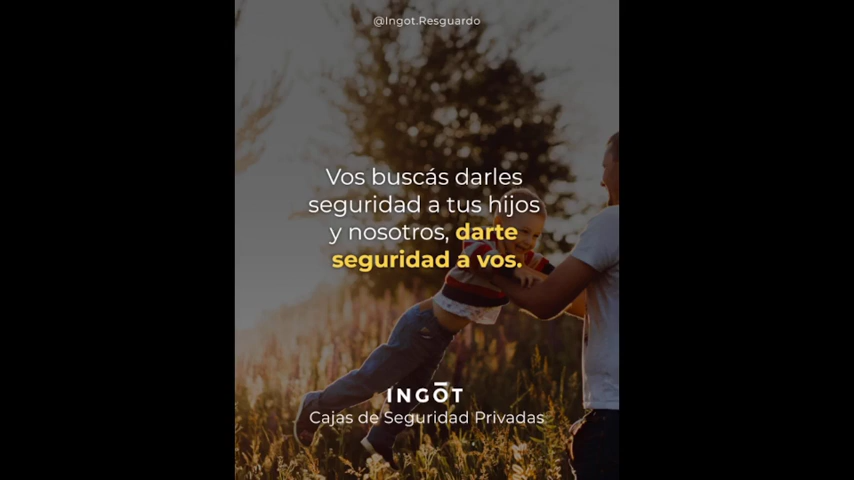 @Ingot.Resguardo
Vos buscás darles
seguridad a tus hijos
y nosotros, darte
seguridad a vos.
INGOT
Cajas de Seguridad Privadas